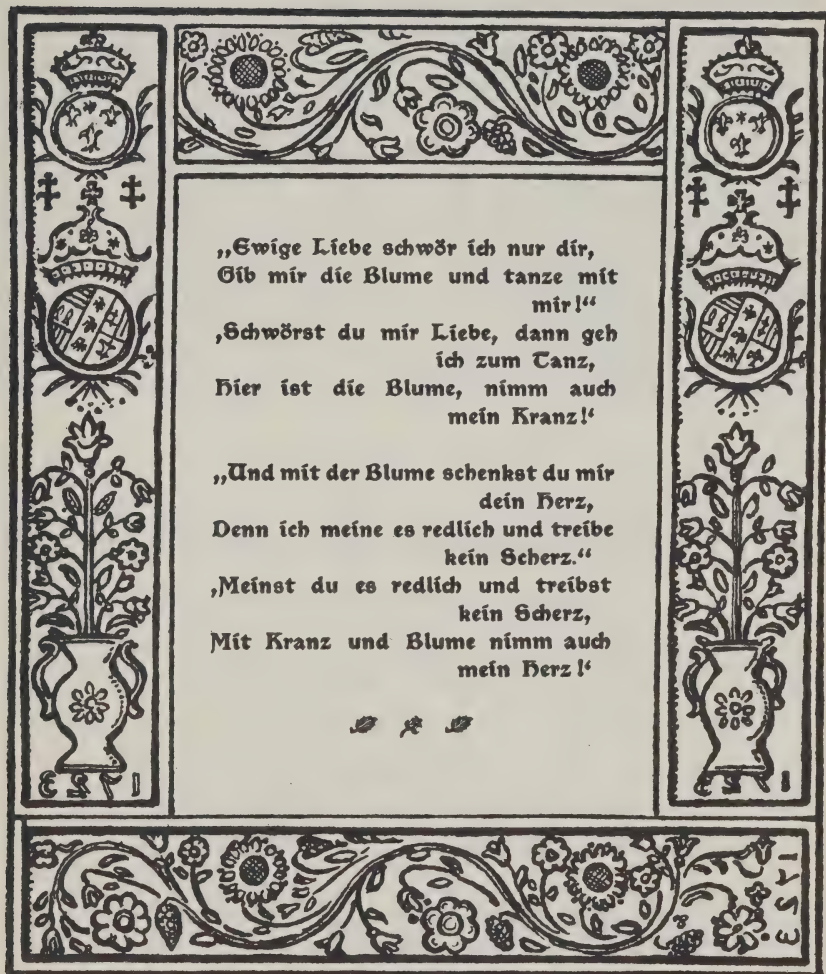 „Ewige Liebe schwör ich nur dir,
Gib mir die Blume und tanze mit
mir!“
‚Schwörst du mir Liebe, dann geh
ich zum Tanz,
Hier ist die Blume, nimm auch
mein Kranz!‘
„Und mit der Blume schenkst du mir
dein Herz,
Denn ich meine es redlich und treibe
kein Scherz.“
‚Meinst du es redlich und treibst
kein Scherz,
Mit Kranz und Blume nimm auch
mein Herz!‘
1723
1723
1723